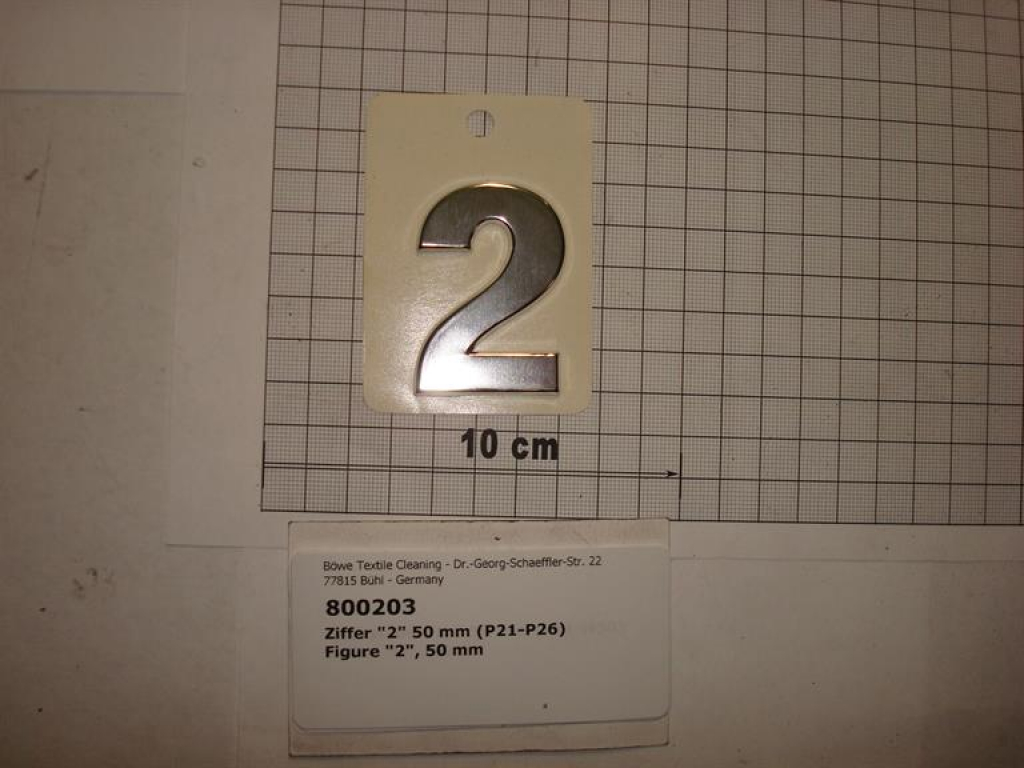 2
10 cm
Böwe Textile Cleaning - Dr.-Georg-Schaeffler-Str. 22
77815 Bühl - Germany
800203
Ziffer "2" 50 mm (P21-P26)
Figure "2", 50 mm